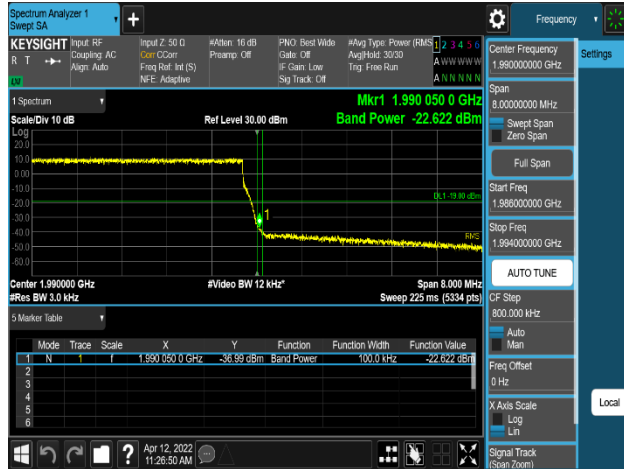 Spectrum Analyzer 1
Swept SA
+
Frequency
KEYSIGHT
R T
Input: RF
Coupling: AC
Align: Auto
Input Z: 50 Ω
Corr CCorr
Freq Ref: Int (S)
NFE: Adaptive
#Atten: 16 dB
Preamp: Off
PNO: Best Wide
Gate: Off
IF Gain: Low
Sig Track: Off
#Avg Type: Power (RMS
Avg|Hold: 30/30
Trig: Free Run
1 2 3 4 5 6
A W W W W W
A N N N N N
Center Frequency
1.990000000 GHz
Settings
Span
8.00000000 MHz
Swept Span
Zero Span
Full Span
Start Freq
1.986000000 GHz
Stop Freq
1.994000000 GHz
AUTO TUNE
CF Step
800.000 kHz
Auto
Man
Freq Offset
0 Hz
X Axis Scale
Log
Lin
Signal Track
(Span Zoom)
Local
1 Spectrum
Scale/Div 10 dB
Ref Level 30.00 dBm
Mkr1 1.990 050 0 GHz
Band Power -22.622 dBm
Log
20.0
10.0
0.00
-10.0
-20.0
-30.0
-40.0
-50.0
-60.0
DL1 -19.00 dBm
1
RMS
Center 1.990000 GHz
#Video BW 12 kHz*
Span 8.000 MHz
#Res BW 3.0 kHz
Sweep 225 ms (5334 pts)
5 Marker Table
Mode Trace Scale X Y Function Function Width Function Value
1 N 1 f 1.990 050 0 GHz -36.99 dBm Band Power 100.0 kHz -22.622 dBm
2
3
4
5
6
?
Apr 12, 2022
11:26:50 AM